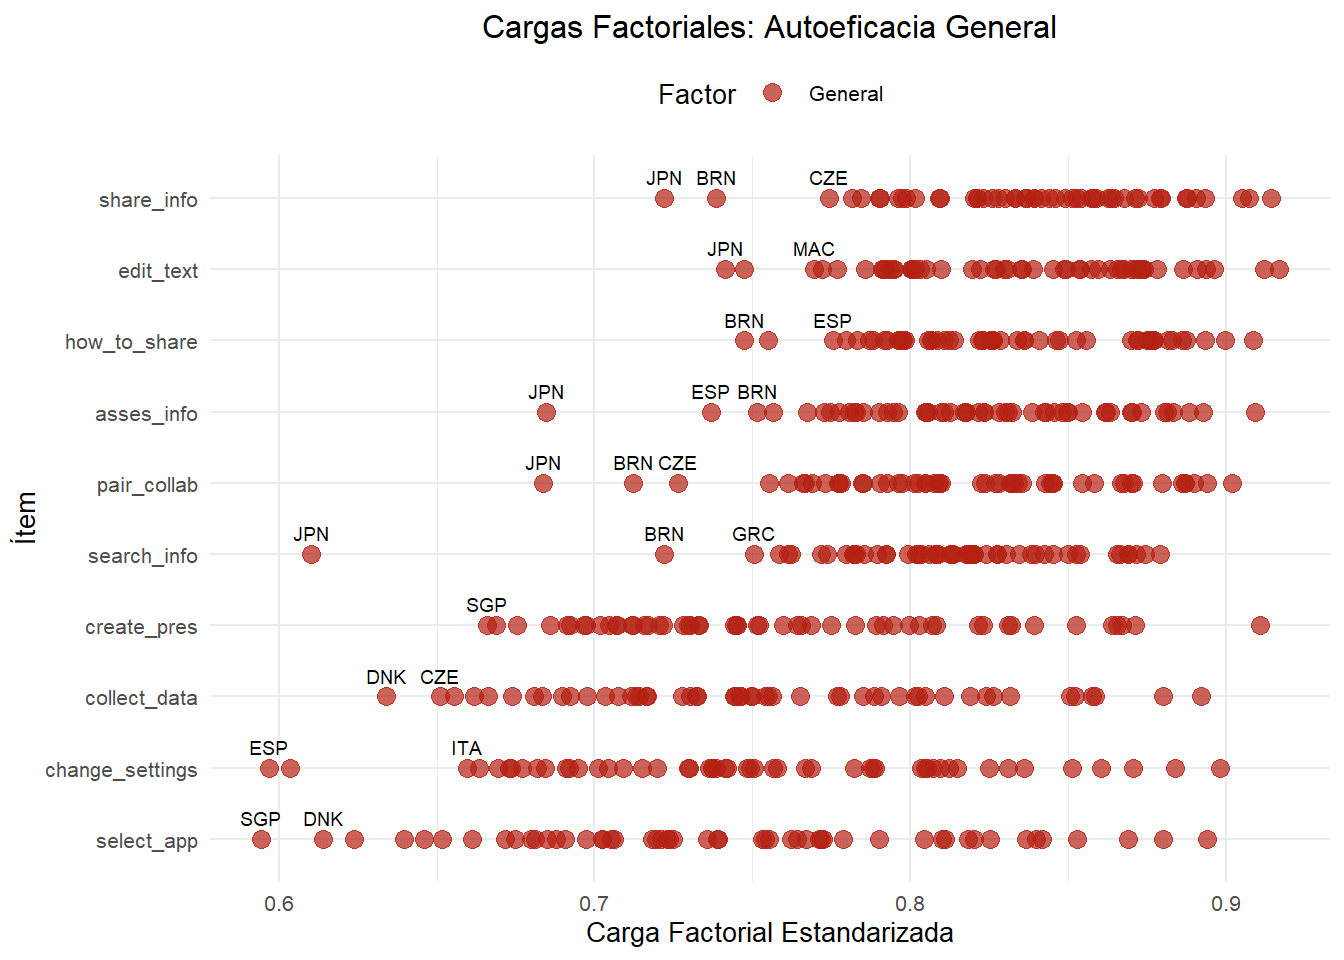 Cargas Factoriales: Autoeficacia General
Factor General
share_info JPN BRN CZE
edit_text JPN MAC
how_to_share BRN ESP
asses_info JPN ESP BRN
pair_collab JPN BRN CZE
search_info JPN BRN GRC
create_pres SGP
collect_data DNK CZE
change_settings ESP ITA
select_app SGP DNK
Ítem
0.6 0.7 0.8 0.9
Carga Factorial Estandarizada